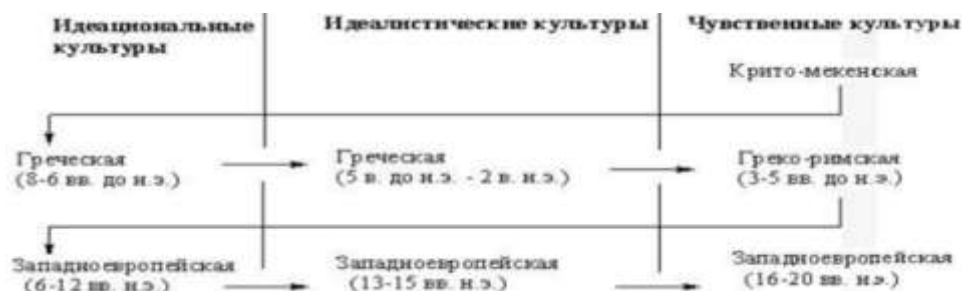 Идеациональные
культуры
Идеалистические культуры
Чувственные культуры
Крито-мекенская
Греческая
(8-6 вв. до н.э.)
Греческая
(5 в. до н.э. - 2 в. н.э.)
Греко-римская
(3-5 вв. до н.э.)
Западноевропейская
(6-12 вв. н.э.)
Западноевропейская
(13-15 вв. н.э.)
Западноевропейская
(16-20 вв. н.э.)